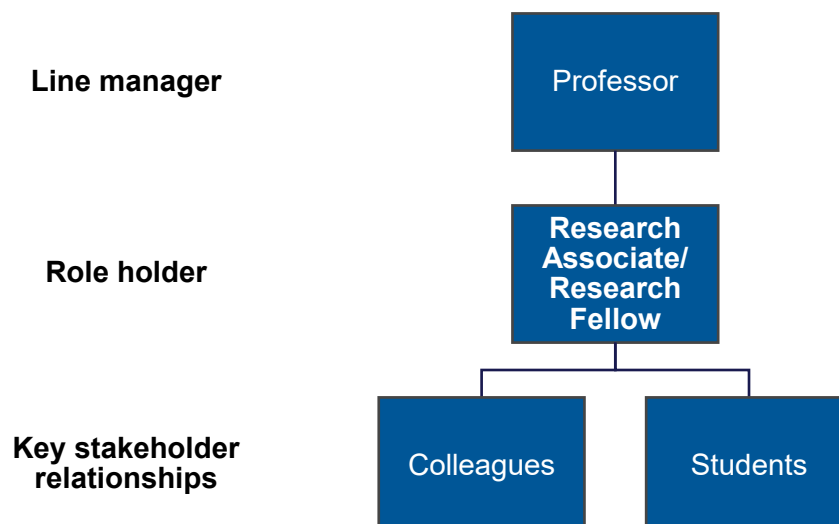 Line manager
Professor
Role holder
Research
Associate/
Research
Fellow
Key stakeholder
relationships
Colleagues
Students